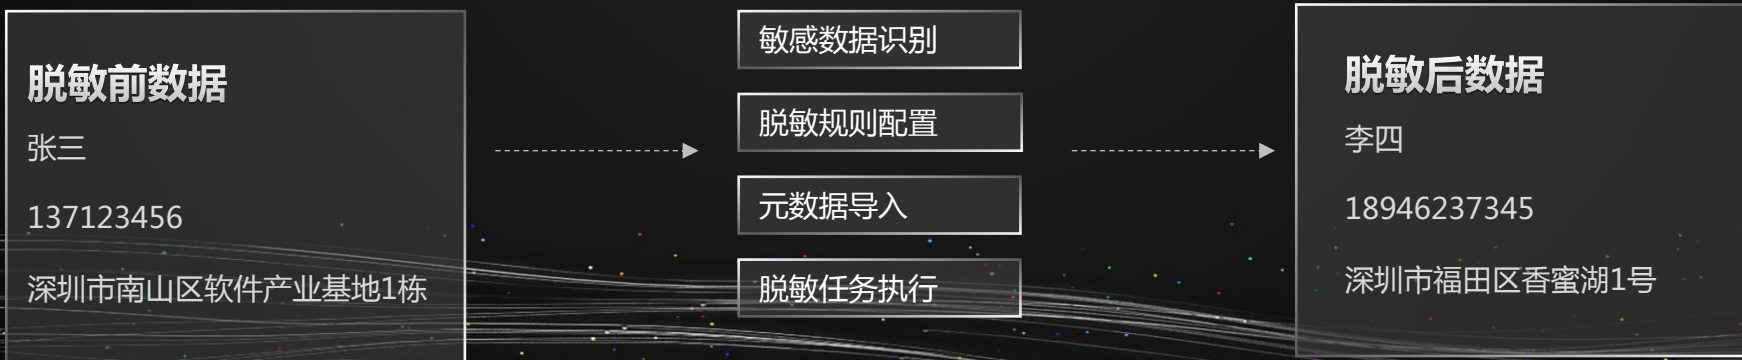 脱敏前数据
张三
137123456
深圳市南山区软件产业基地1栋
敏感数据识别
脱敏规则配置
元数据导入
脱敏任务执行
脱敏后数据
李四
18946237345
深圳市福田区香蜜湖1号